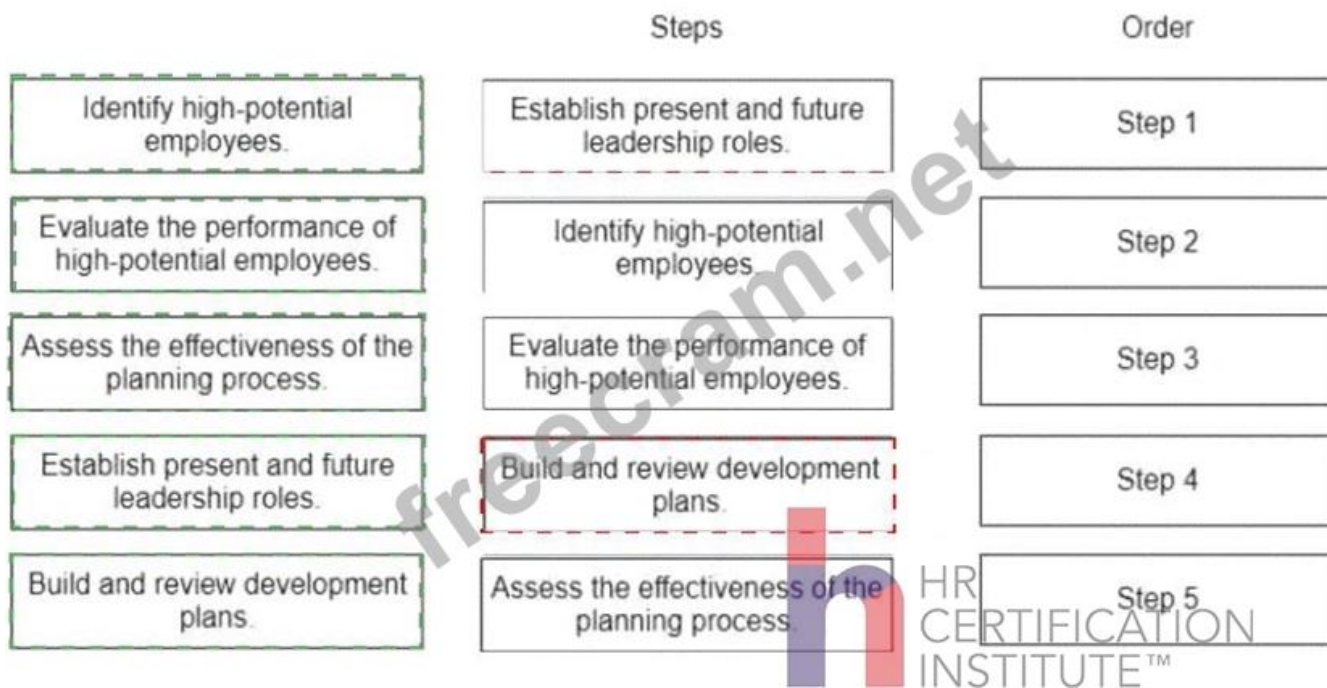 Steps
Order
Identify high-potential
employees.
Establish present and future
leadership roles.
Step 1
Evaluate the performance of
high-potential employees.
Identify high-potential
employees.
Step 2
Assess the effectiveness of the
planning process.
Evaluate the performance of
high-potential employees.
Step 3
Establish present and future
leadership roles.
Build and review development
plans.
Step 4
Build and review development
plans.
Assess the effectiveness of the
planning process.
Step 5
freecram.net
h
HR
CERTIFICATION
INSTITUTE™